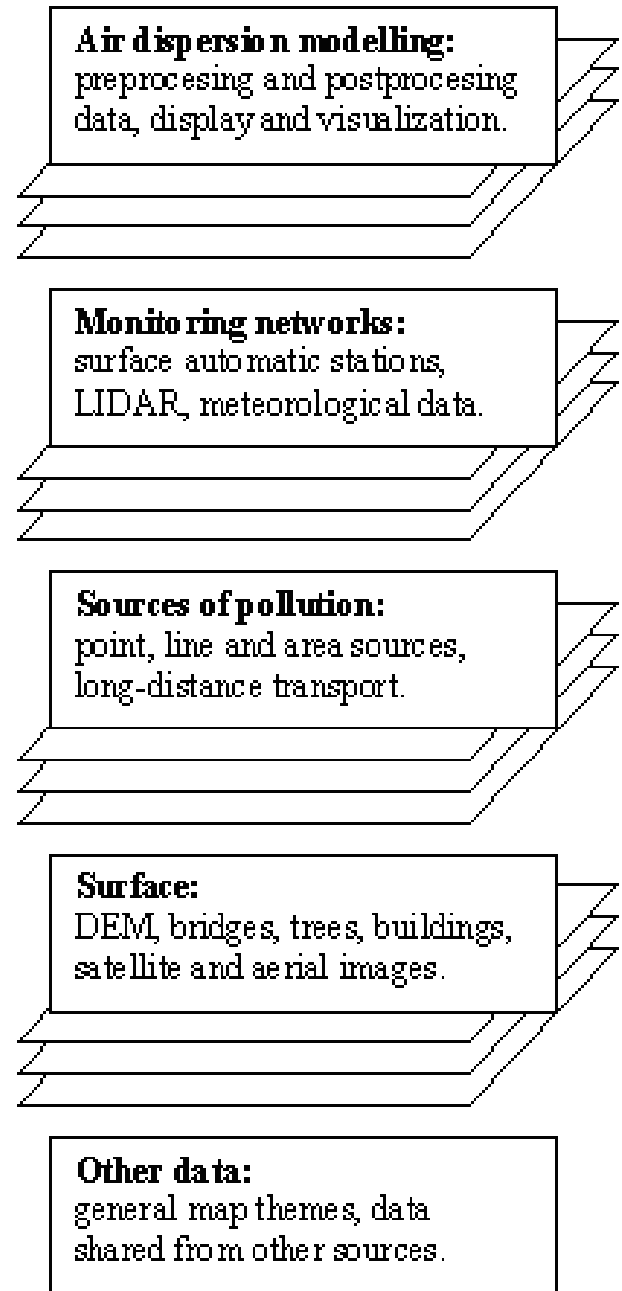 Air dispersion modelling:
preprocesing and postprocesing
data, display and visualization.
Monitoring networks:
surface automatic stations,
LIDAR, meteorological data.
Sources of pollution:
point, line and area sources,
long-distance transport.
Surface:
DEM, bridges, trees, buildings,
satellite and aerial images.
Other data:
general map themes, data
shared from other sources.